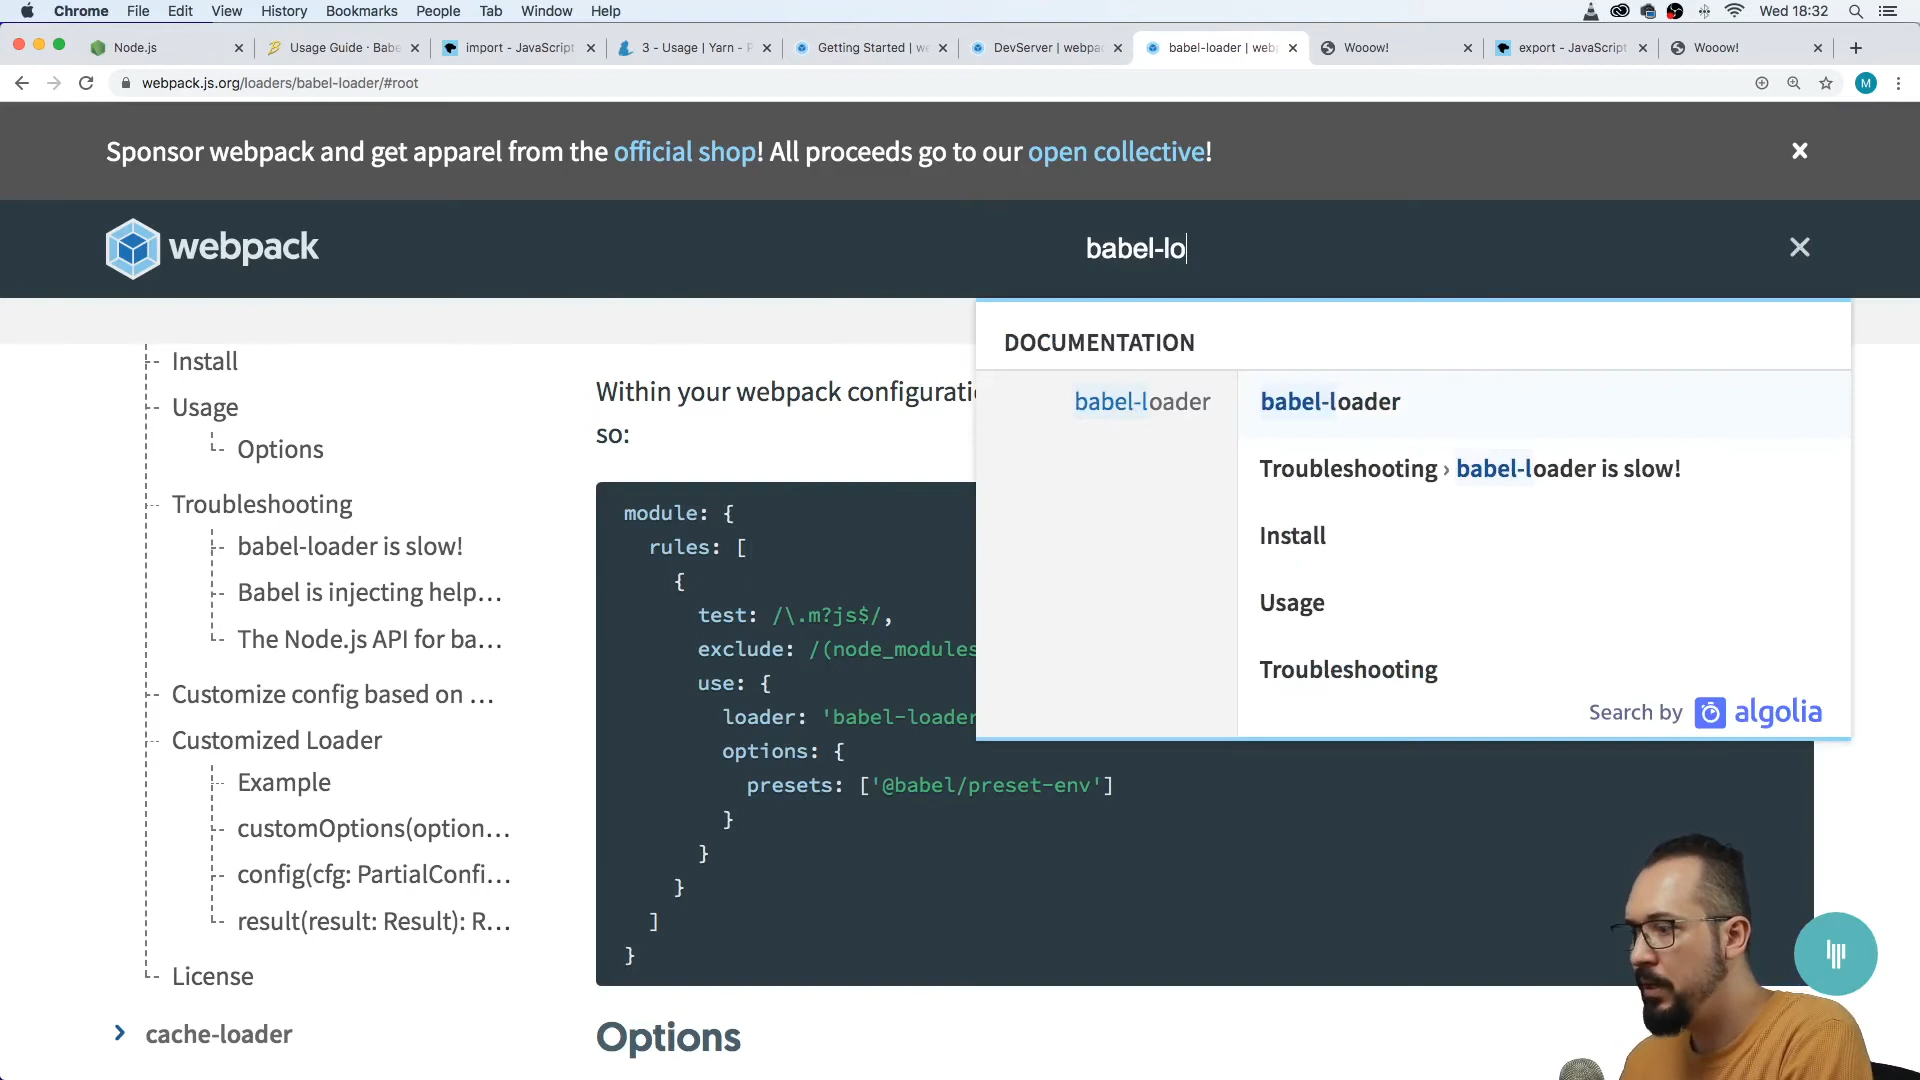 Chrome File Edit View History Bookmarks People Tab Window Help Wed 18:32
Node.js
Usage Guide · Babe
import - JavaScript
3 - Usage | Yarn - P
Getting Started | we
DevServer | webpac
babel-loader | web
Wooow!
export - JavaScript
Wooow!
webpack.js.org/loaders/babel-loader/#root
M
Sponsor webpack and get apparel from the official shop! All proceeds go to our open collective!
webpack
babel-lo
DOCUMENTATION
babel-loader
babel-loader
Troubleshooting › babel-loader is slow!
Install
Usage
Troubleshooting
Search by algolia
Install
Usage
Options
Troubleshooting
babel-loader is slow!
Babel is injecting help...
The Node.js API for ba...
Customize config based on ...
Customized Loader
Example
customOptions(option...
config(cfg: PartialConfi...
result(result: Result): R...
License
cache-loader
Within your webpack configurati
so:
module: {
rules: [
{
test: /\.m?js$/,
exclude: /(node_modules
use: {
loader: 'babel-loader
options: {
presets: ['@babel/preset-env']
}
}
}
]
}
Options